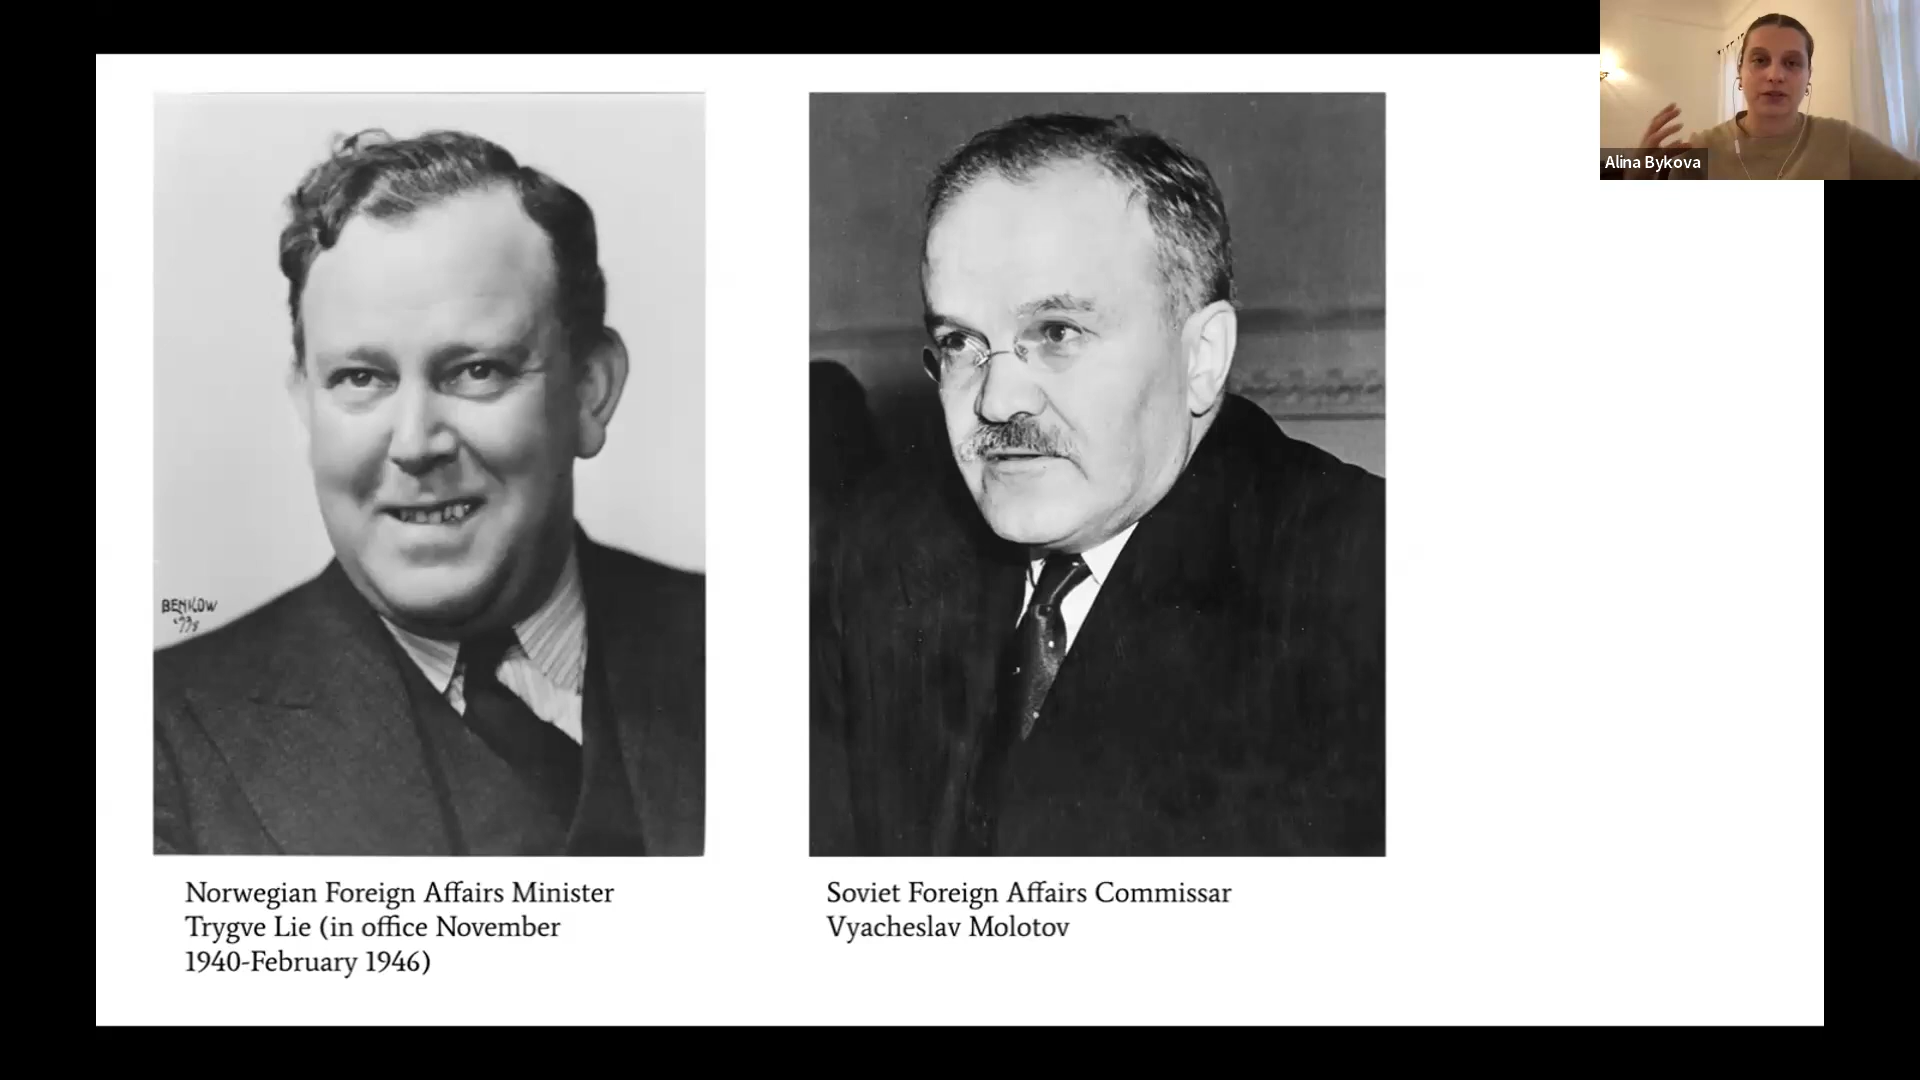 Alina Bykova
BENKOW
Norwegian Foreign Affairs Minister
Trygve Lie (in office November
1940-February 1946)
Soviet Foreign Affairs Commissar
Vyacheslav Molotov